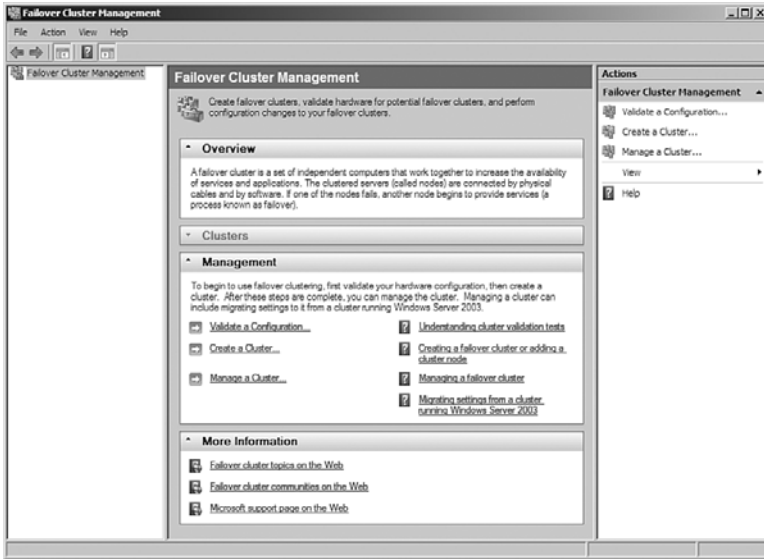 Failover Cluster Management
File Action View Help
Failover Cluster Management
Failover Cluster Management
Create failover clusters, validate hardware for potential failover clusters, and perform
configuration changes to your failover clusters.
Overview
A failover cluster is a set of independent computers that work together to increase the availability
of services and applications. The clustered servers (called nodes) are connected by physical
cables and by software. If one of the nodes fails, another node begins to provide services (a
process known as failover).
Clusters
Management
To begin to use failover clustering, first validate your hardware configuration, then create a
cluster. After these steps are complete, you can manage the cluster. Managing a cluster can
include migrating settings to it from a cluster running Windows Server 2003.
Validate a Configuration...
Understanding cluster validation tests
Create a Cluster...
Creating a failover cluster or adding a
cluster node
Manage a Cluster...
Managing a failover cluster
Migrating settings from a cluster
running Windows Server 2003
More Information
Failover cluster topics on the Web
Failover cluster communities on the Web
Microsoft support page on the Web
Actions
Failover Cluster Management
Validate a Configuration...
Create a Cluster...
Manage a Cluster...
View
Help